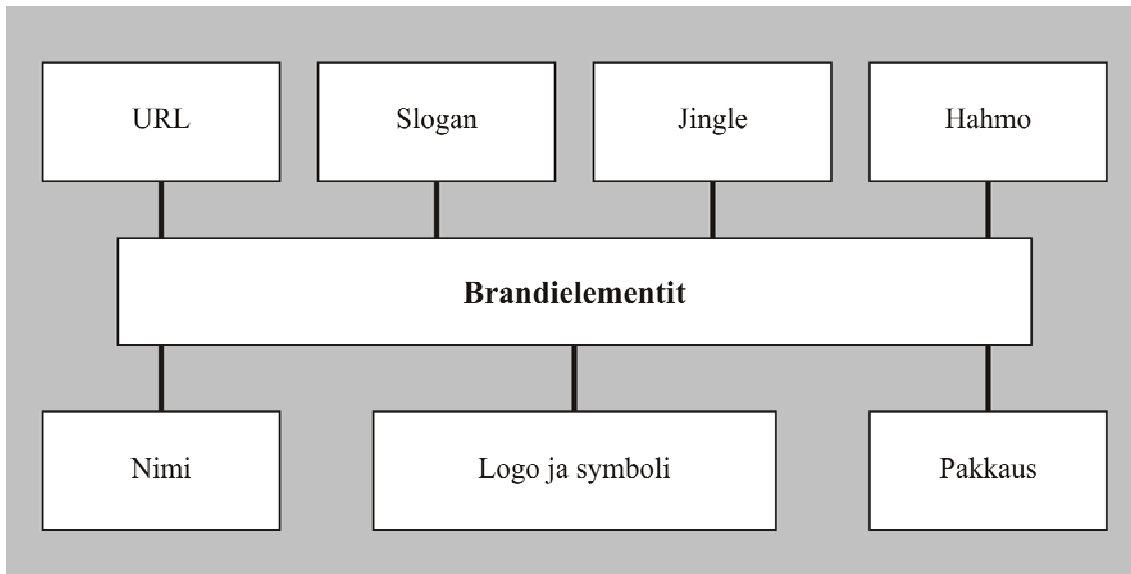 URL
Slogan
Jingle
Hahmo
Brandielementit
Nimi
Logo ja symboli
Pakkaus